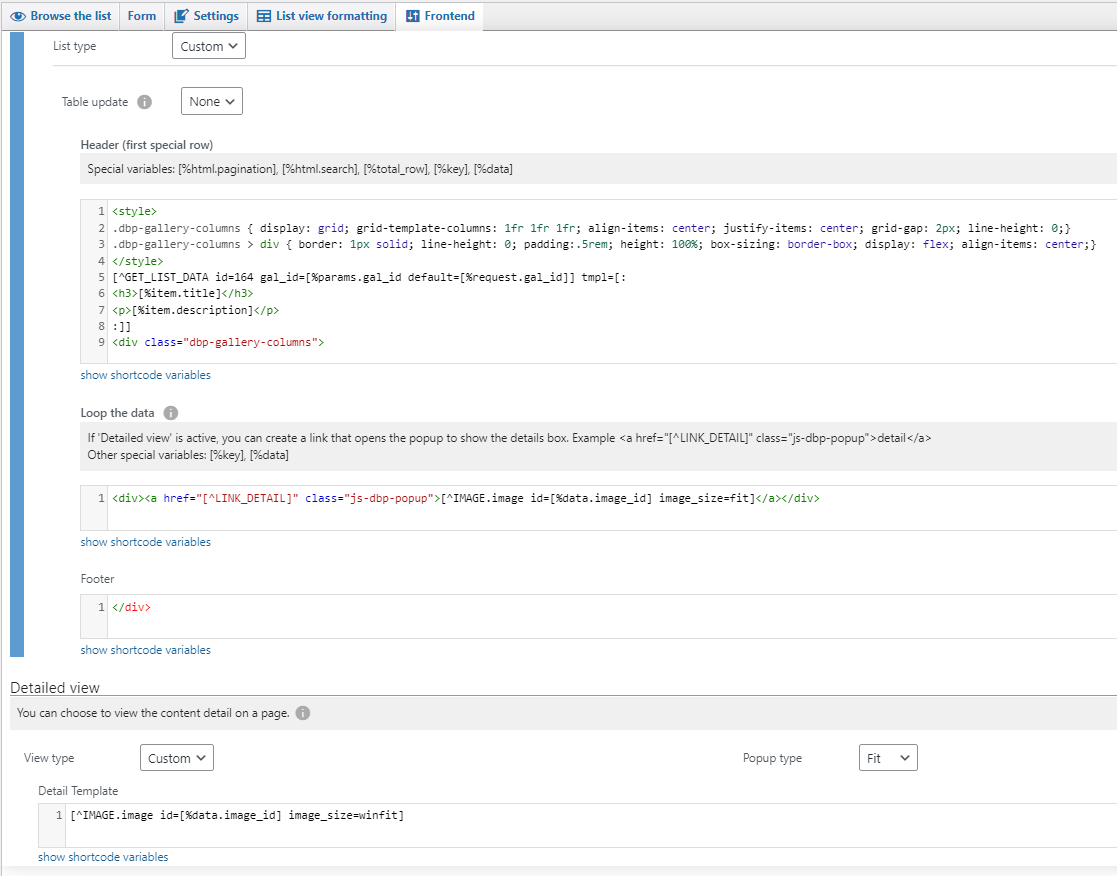 Browse the list Form Settings List view formatting Frontend
List type Custom
Table update None
Header (first special row)
Special variables: [%html.pagination], [%html.search], [%total_row], [%key], [%data]
1 <style>
2 .dbp-gallery-columns { display: grid; grid-template-columns: 1fr 1fr 1fr; align-items: center; justify-items: center; grid-gap: 2px; line-height: 0;}
3 .dbp-gallery-columns > div { border: 1px solid; line-height: 0; padding:.5rem; height: 100%; box-sizing: border-box; display: flex; align-items: center;}
4 </style>
5 [^GET_LIST_DATA id=164 gal_id=[%params.gal_id default=[%request.gal_id]] tmpl=[:
6 <h3>[%item.title]</h3>
7 <p>[%item.description]</p>
8 :]]
9 <div class="dbp-gallery-columns">
show shortcode variables
Loop the data
If 'Detailed view' is active, you can create a link that opens the popup to show the details box. Example <a href="[^LINK_DETAIL]" class="js-dbp-popup">detail</a>
Other special variables: [%key], [%data]
1 <div><a href="[^LINK_DETAIL]" class="js-dbp-popup">[^IMAGE.image id=[%data.image_id] image_size=fit]</a></div>
show shortcode variables
Footer
1 </div>
show shortcode variables
Detailed view
You can choose to view the content detail on a page.
View type Custom Popup type Fit
Detail Template
1 [^IMAGE.image id=[%data.image_id] image_size=winfit]
show shortcode variables